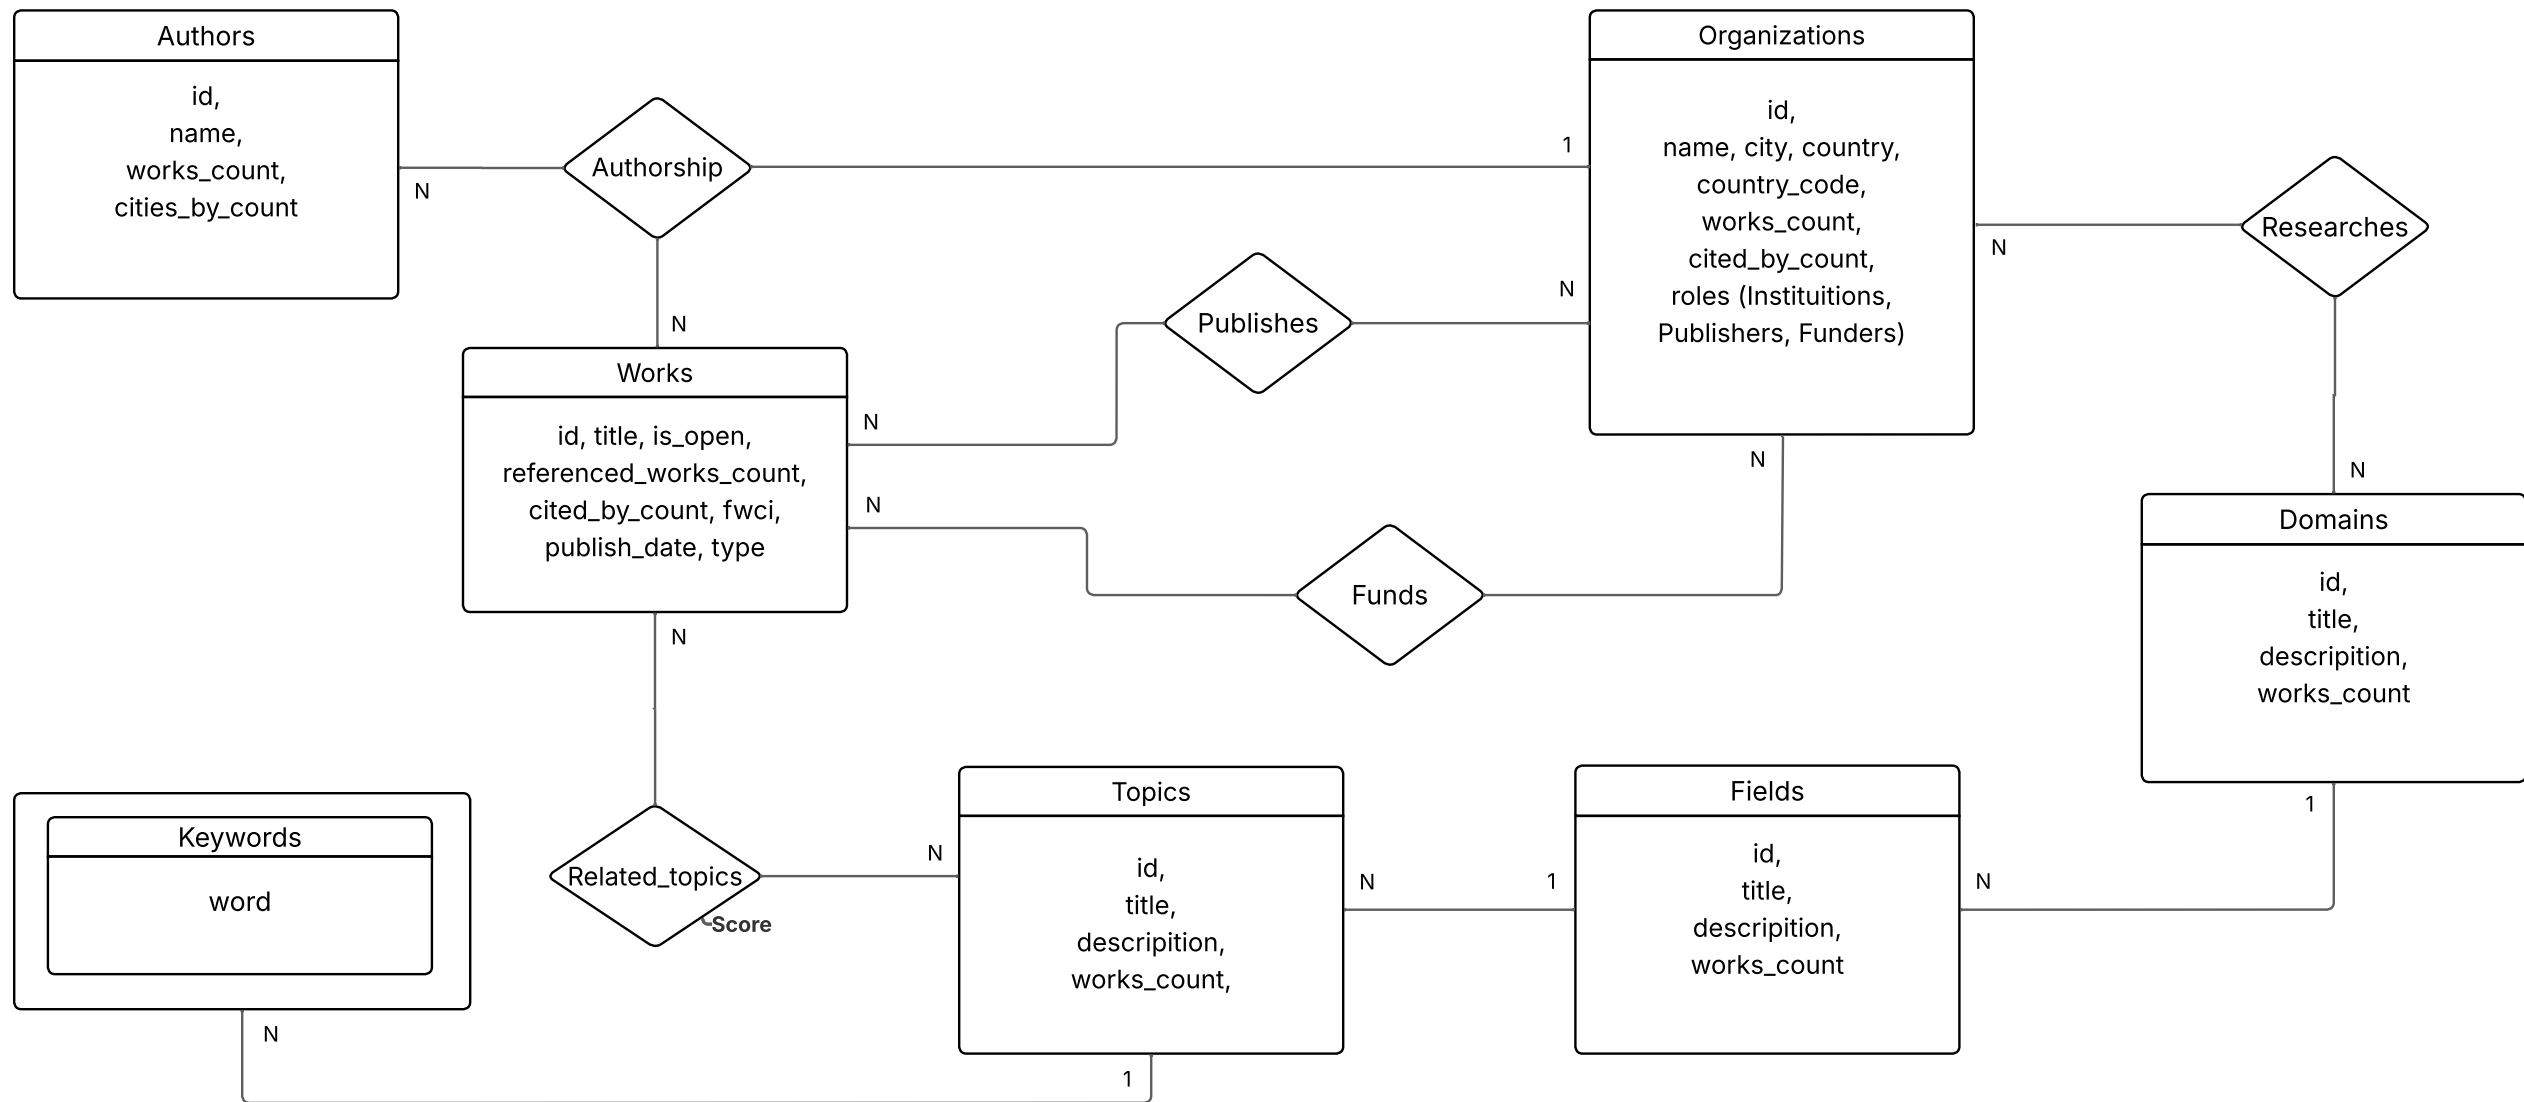 Authors
id,
name,
works_count,
cities_by_count
N
Authorship
1
N
Organizations
id,
name, city, country,
country_code,
works_count,
cited_by_count,
roles (Instituitions,
Publishers, Funders)
N
Researches
N
Publishes
N
N
Works
id, title, is_open,
referenced_works_count,
cited_by_count, fwci,
publish_date, type
N
N
Funds
N
Domains
id,
title,
descripition,
works_count
1
N
Related_topics
Score
N
Topics
id,
title,
descripition,
works_count,
N
1
Fields
id,
title,
descripition,
works_count
N
Keywords
word
N
1